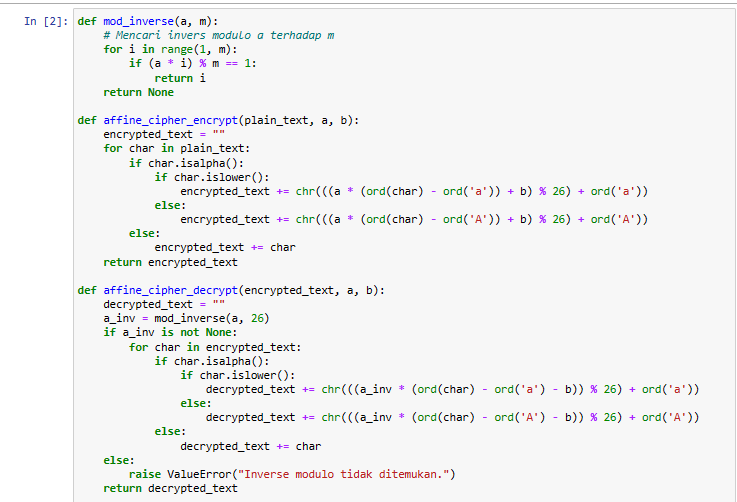 In [2]: def mod_inverse(a, m):
    # Mencari invers modulo a terhadap m
    for i in range(1, m):
        if (a * i) % m == 1:
            return i
    return None

def affine_cipher_encrypt(plain_text, a, b):
    encrypted_text = ""
    for char in plain_text:
        if char.isalpha():
            if char.islower():
                encrypted_text += chr(((a * (ord(char) - ord('a')) + b) % 26) + ord('a'))
            else:
                encrypted_text += chr(((a * (ord(char) - ord('A')) + b) % 26) + ord('A'))
        else:
            encrypted_text += char
    return encrypted_text

def affine_cipher_decrypt(encrypted_text, a, b):
    decrypted_text = ""
    a_inv = mod_inverse(a, 26)
    if a_inv is not None:
        for char in encrypted_text:
            if char.isalpha():
                if char.islower():
                    decrypted_text += chr(((a_inv * (ord(char) - ord('a') - b)) % 26) + ord('a'))
                else:
                    decrypted_text += chr(((a_inv * (ord(char) - ord('A') - b)) % 26) + ord('A'))
            else:
                decrypted_text += char
    else:
        raise ValueError("Inverse modulo tidak ditemukan.")
    return decrypted_text